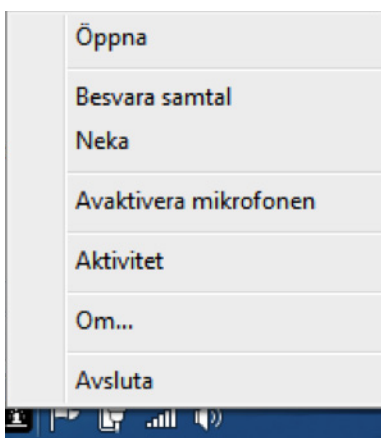 Öppna
Besvara samtal
Neka
Avaktivera mikrofonen
Aktivitet
Om...
Avsluta